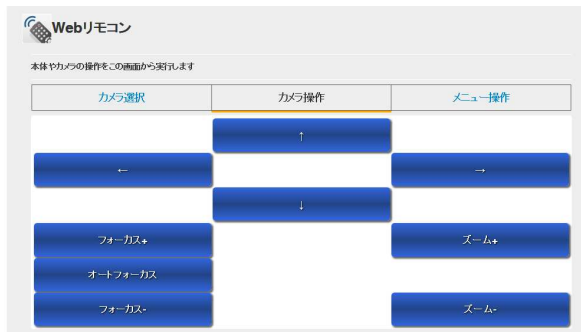 Webリモコン
本体やカメラの操作をこの画面から実行します
カメラ選択 カメラ操作 メニュー操作
↑
← →
↓
フォーカス+ ズーム+
オートフォーカス
フォーカス- ズーム-